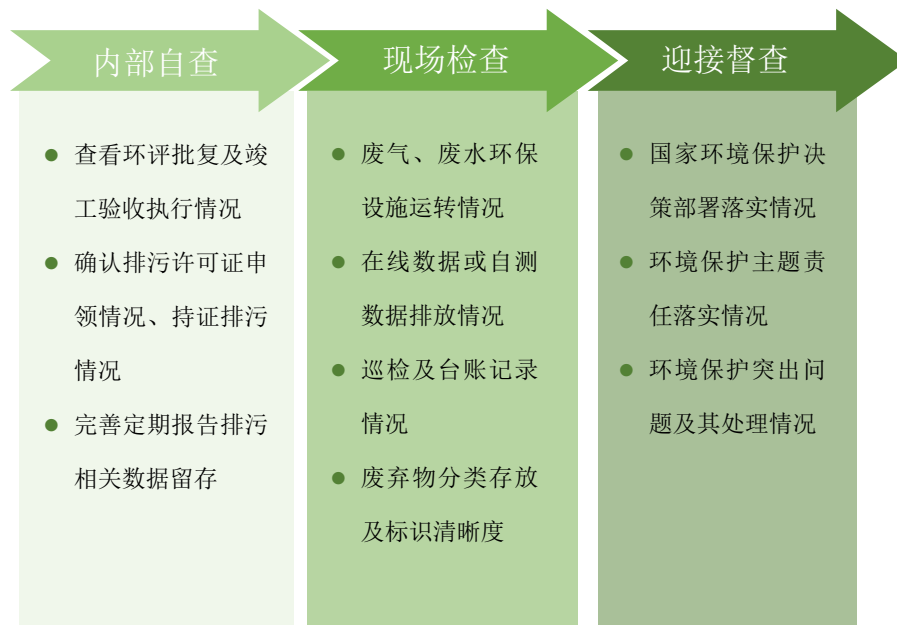 内部自查
查看环评批复及竣
工验收执行情况
确认排污许可证申
领情况、持证排污
情况
完善定期报告排污
相关数据留存
现场检查
废气、废水环保
设施运转情况
在线数据或自测
数据排放情况
巡检及台账记录
情况
废弃物分类存放
及标识清晰度
迎接督查
国家环境保护决
策部署落实情况
环境保护主题责
任落实情况
环境保护突出问
题及其处理情况